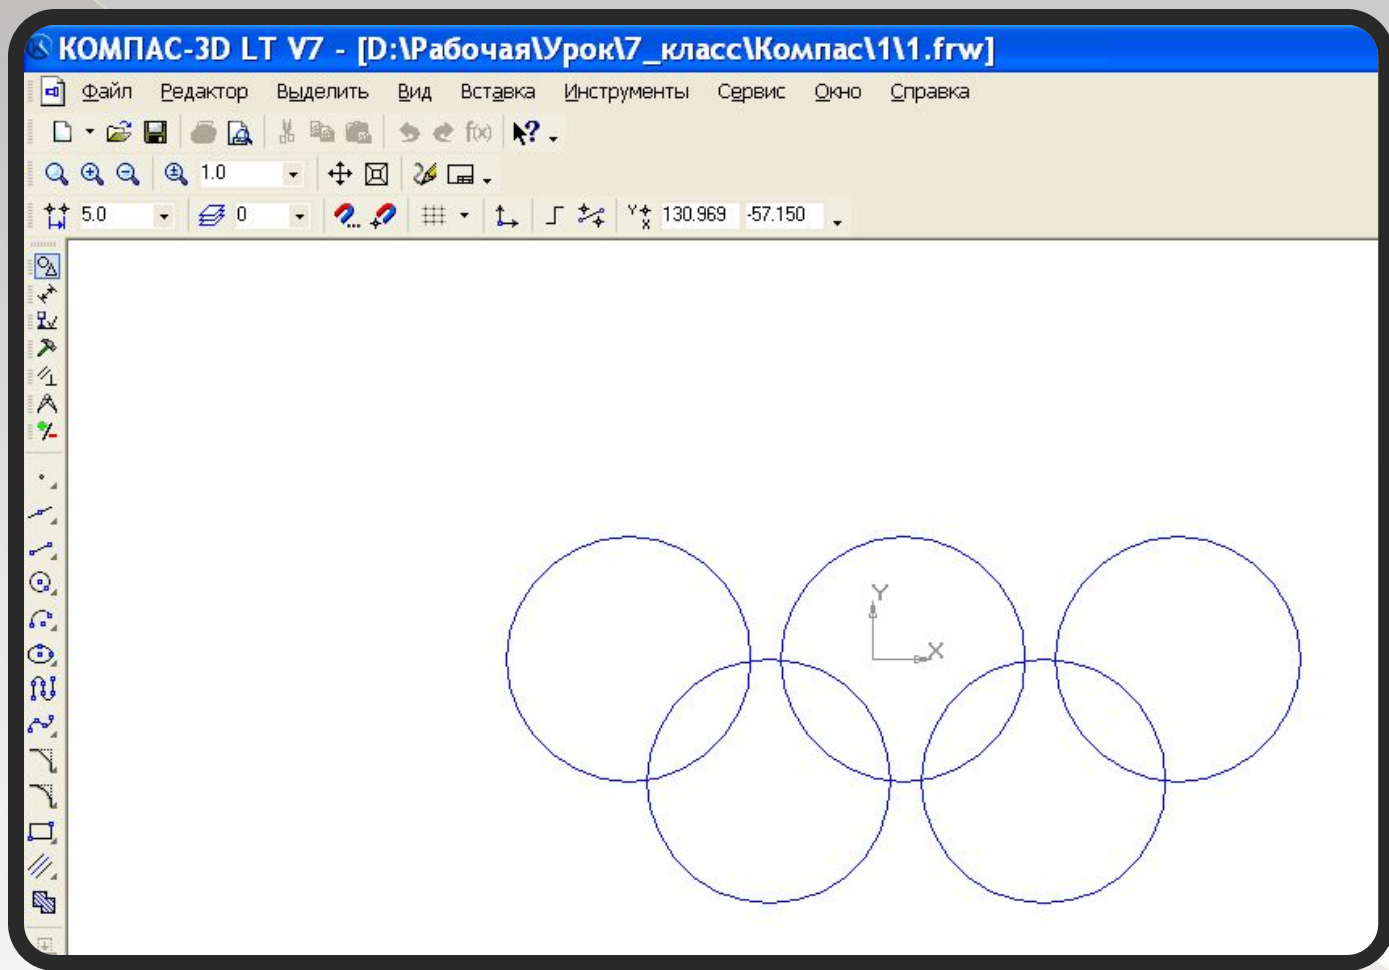 КОМПАС-3D LT V7 - [D:\Рабочая\Урок\7_класс\Компас\1\1.frw]
Файл Редактор Выделить Вид Вставка Инструменты Сервис Окно Справка
f(x) ?
1.0
5.0 0 Y X 130.969 -57.150
Y
X